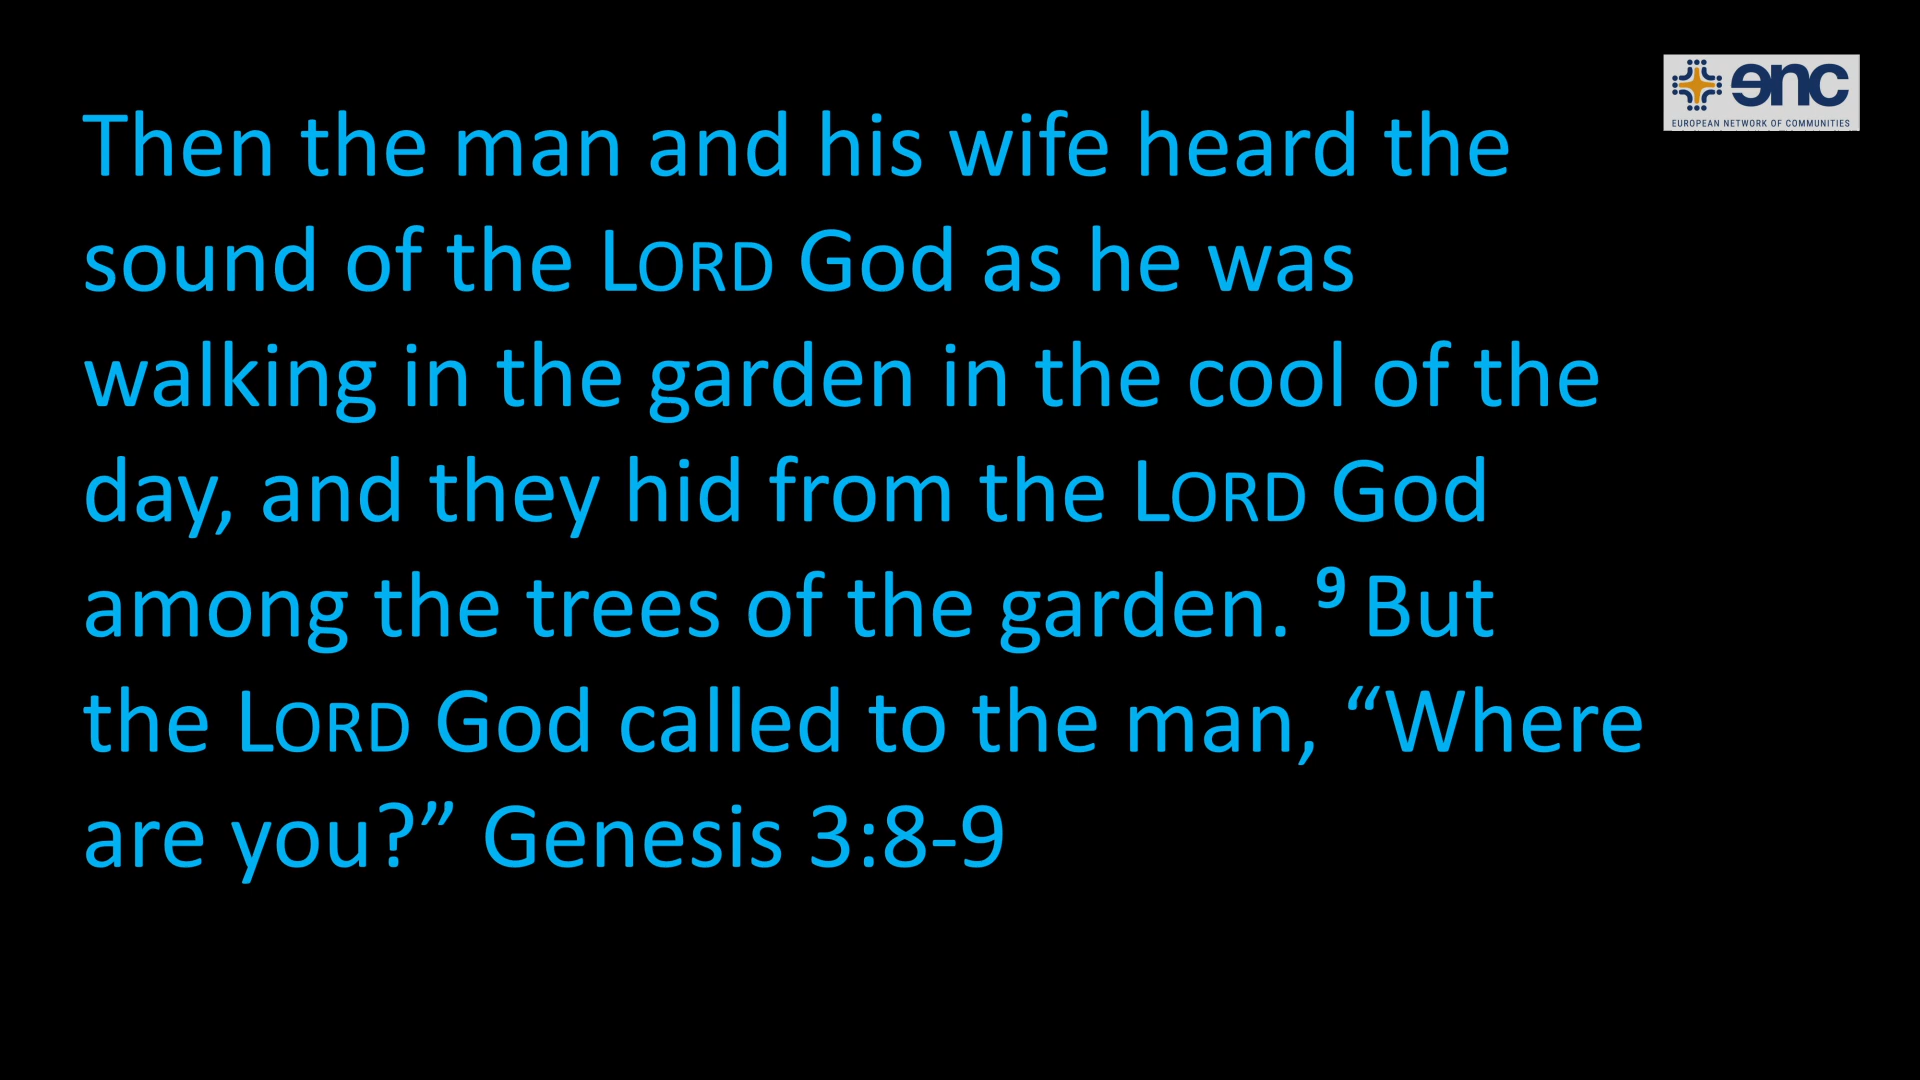 enc
EUROPEAN NETWORK OF COMMUNITIES
Then the man and his wife heard the
sound of the LORD God as he was
walking in the garden in the cool of the
day, and they hid from the LORD God
among the trees of the garden. ⁹ But
the LORD God called to the man, “Where
are you?” Genesis 3:8-9